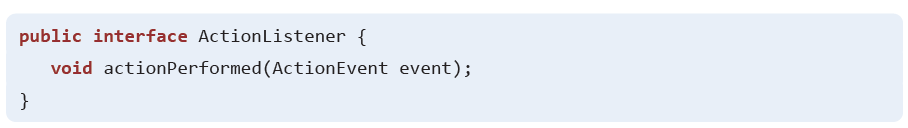 public interface ActionListener {
   void actionPerformed(ActionEvent event);
}